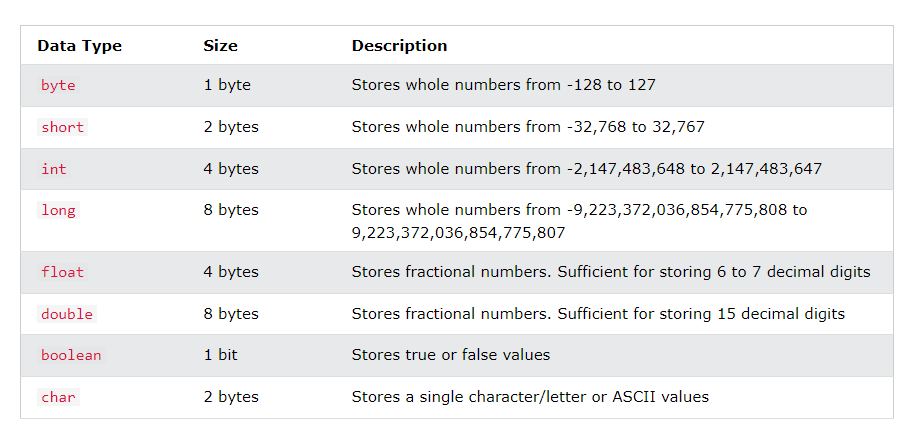 Data Type Size Description
byte 1 byte Stores whole numbers from -128 to 127
short 2 bytes Stores whole numbers from -32,768 to 32,767
int 4 bytes Stores whole numbers from -2,147,483,648 to 2,147,483,647
long 8 bytes Stores whole numbers from -9,223,372,036,854,775,808 to
9,223,372,036,854,775,807
float 4 bytes Stores fractional numbers. Sufficient for storing 6 to 7 decimal digits
double 8 bytes Stores fractional numbers. Sufficient for storing 15 decimal digits
boolean 1 bit Stores true or false values
char 2 bytes Stores a single character/letter or ASCII values